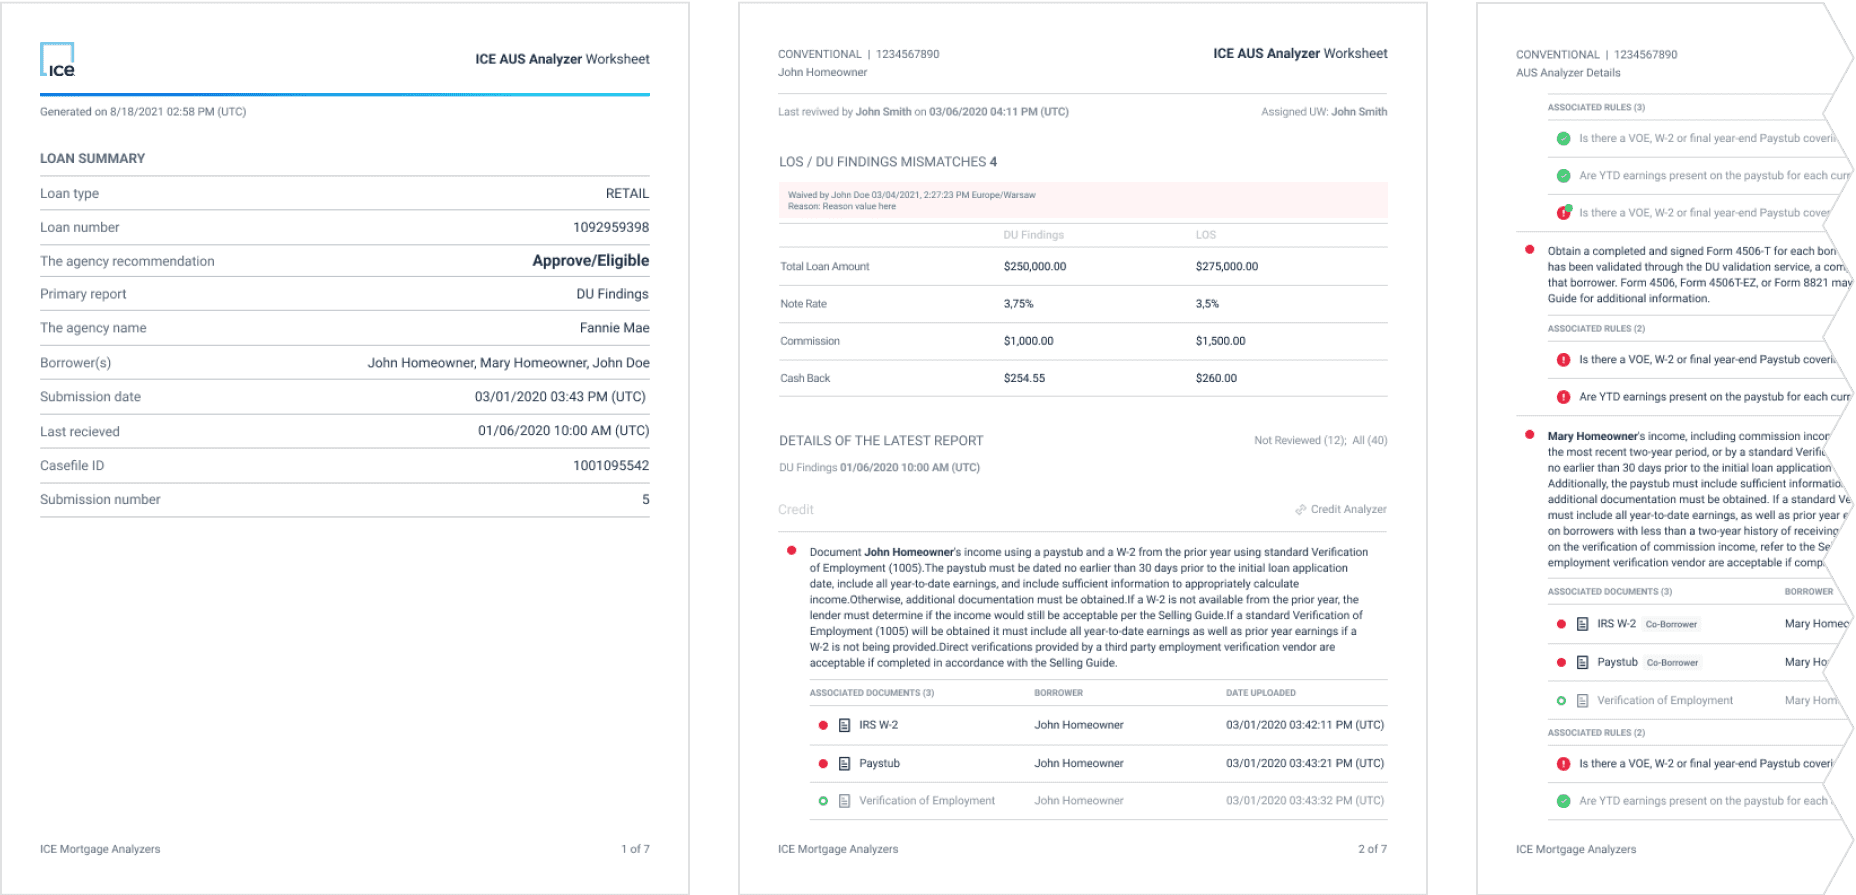 ice
ICE AUS Analyzer Worksheet
Generated on 8/18/2021 02:58 PM (UTC)
LOAN SUMMARY
Loan type RETAIL
Loan number 1092959398
The agency recommendation Approve/Eligible
Primary report DU Findings
The agency name Fannie Mae
Borrower(s) John Homeowner, Mary Homeowner, John Doe
Submission date 03/01/2020 03:43 PM (UTC)
Last recieved 01/06/2020 10:00 AM (UTC)
Casefile ID 1001095542
Submission number 5
ICE Mortgage Analyzers 1 of 7
CONVENTIONAL | 1234567890 ICE AUS Analyzer Worksheet
John Homeowner
Last reviwed by John Smith on 03/06/2020 04:11 PM (UTC) Assigned UW: John Smith
LOS / DU FINDINGS MISMATCHES 4
Waived by John Doe 03/04/2021, 2:27:23 PM Europe/Warsaw
Reason: Reason value here
DU Findings LOS
Total Loan Amount $250,000.00 $275,000.00
Note Rate 3,75% 3,5%
Commission $1,000.00 $1,500.00
Cash Back $254.55 $260.00
DETAILS OF THE LATEST REPORT Not Reviewed (12); All (40)
DU Findings 01/06/2020 10:00 AM (UTC)
Credit Credit Analyzer
Document John Homeowner's income using a paystub and a W-2 from the prior year using standard Verification
of Employment (1005).The paystub must be dated no earlier than 30 days prior to the initial loan application
date, include all year-to-date earnings, and include sufficient information to appropriately calculate
income.Otherwise, additional documentation must be obtained.If a W-2 is not available from the prior year, the
lender must determine if the income would still be acceptable per the Selling Guide.If a standard Verification of
Employment (1005) will be obtained it must include all year-to-date earnings as well as prior year earnings if a
W-2 is not being provided.Direct verifications provided by a third party employment verification vendor are
acceptable if completed in accordance with the Selling Guide.
ASSOCIATED DOCUMENTS (3) BORROWER DATE UPLOADED
IRS W-2 John Homeowner 03/01/2020 03:42:11 PM (UTC)
Paystub John Homeowner 03/01/2020 03:43:21 PM (UTC)
Verification of Employment John Homeowner 03/01/2020 03:43:32 PM (UTC)
ICE Mortgage Analyzers 2 of 7
CONVENTIONAL | 1234567890
AUS Analyzer Details
ASSOCIATED RULES (3)
Is there a VOE, W-2 or final year-end Paystub
Are YTD earnings present on the paystub for each
Is there a VOE, W-2 or final year-end Paystub
Obtain a completed and signed Form 4506-T for each
has been validated through the DU validation service, a
that borrower. Form 4506, Form 4506T-EZ, or Form 8821 may
Guide for additional information.
ASSOCIATED RULES (2)
Is there a VOE, W-2 or final year-end Paystub
Are YTD earnings present on the paystub for each
Mary Homeowner's income, including commission
the most recent two-year period, or by a standard
no earlier than 30 days prior to the initial loan application
Additionally, the paystub must include sufficient
additional documentation must be obtained. If a standard
must include all year-to-date earnings, as well as prior year
on borrowers with less than a two-year history of receiving
on the verification of commission income, refer to the
employment verification vendor are acceptable if
ASSOCIATED DOCUMENTS (3) BORROWER
IRS W-2 Co-Borrower Mary
Paystub Co-Borrower Mary
Verification of Employment Mary
ASSOCIATED RULES (2)
Is there a VOE, W-2 or final year-end Paystub
Are YTD earnings present on the paystub for each
ICE Mortgage Analyzers